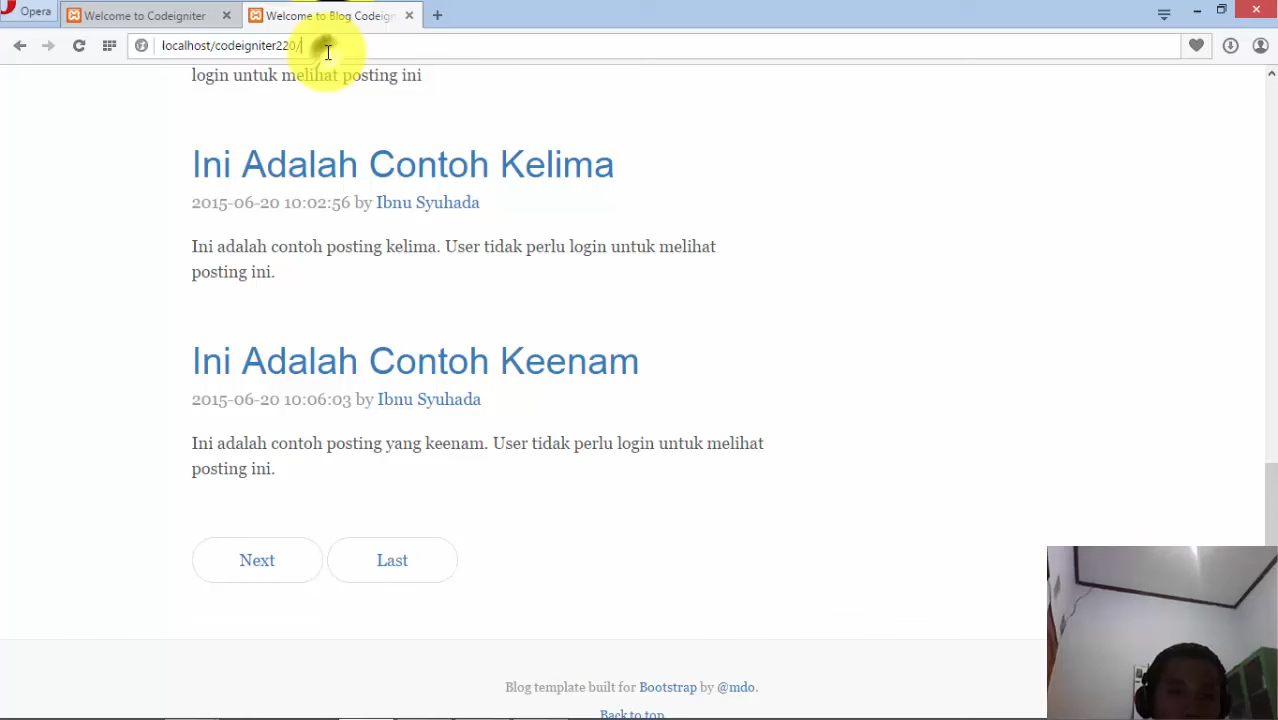 Opera
Welcome to Codeigniter
Welcome to Blog Codeign
localhost/codeigniter220/
login untuk melihat posting ini
Ini Adalah Contoh Kelima
2015-06-20 10:02:56 by Ibnu Syuhada
Ini adalah contoh posting kelima. User tidak perlu login untuk melihat
posting ini.
Ini Adalah Contoh Keenam
2015-06-20 10:06:03 by Ibnu Syuhada
Ini adalah contoh posting yang keenam. User tidak perlu login untuk melihat
posting ini.
Next
Last
Blog template built for Bootstrap by @mdo.
Back to top